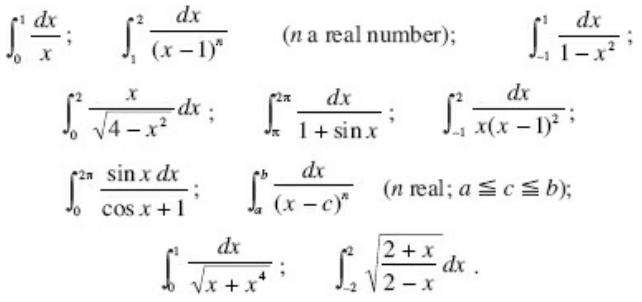 ∫₀¹ dx/x ; ∫₁² dx/(x − 1)ⁿ (n a real number); ∫₋₁¹ dx/(1 − x²) ;
∫₀² x/√(4 − x²) dx ; ∫_π^{2π} dx/(1 + sin x) ; ∫₋₁² dx/(x(x − 1)²) ;
∫₀^{2π} sin x dx/(cos x + 1) ; ∫ₐᵇ dx/(x − c)ⁿ (n real; a ≦ c ≦ b);
∫₀¹ dx/√(x + x⁴) ; ∫₋₂² √((2 + x)/(2 − x)) dx .